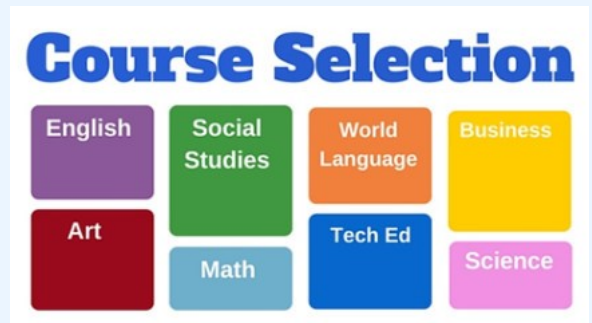 Course Selection
English
Social
Studies
World
Language
Business
Art
Math
Tech Ed
Science